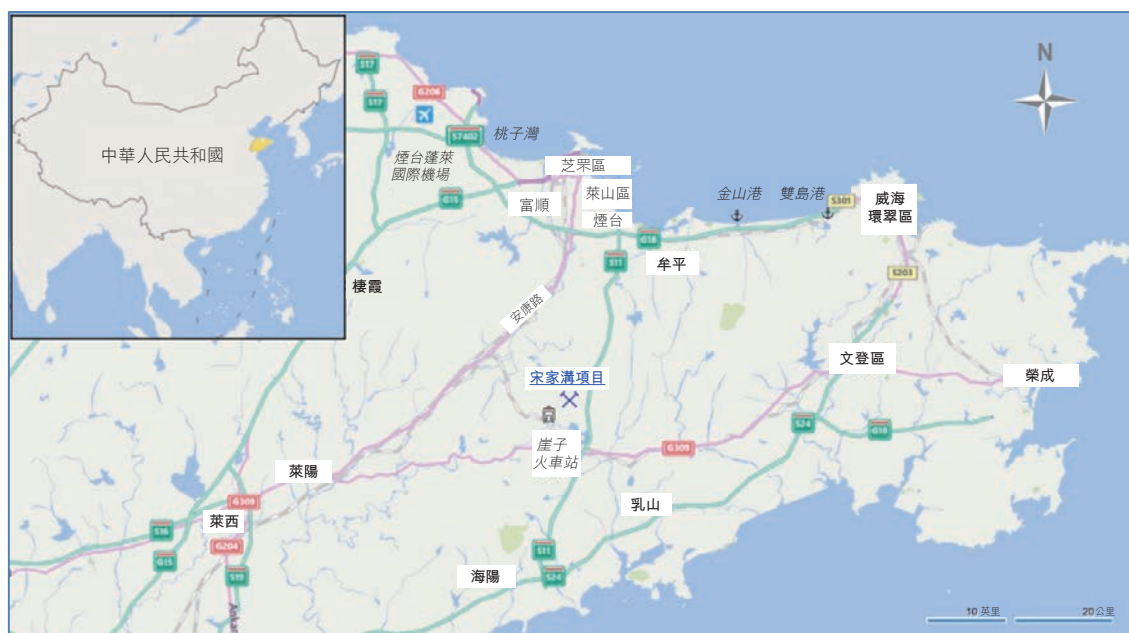 中華人民共和國
N
S17
G206
S17
S7402
桃子灣
煙台蓬萊
國際機場
芝罘區
G15
富順
萊山區
煙台
金山港
雙島港
S301
威海
環翠區
G18
S11
牟平
S203
棲霞
安康路
宋家溝項目
文登區
榮成
崖子
火車站
S24
G18
G309
萊陽
G309
乳山
萊西
S16
G204
G15
S19
海陽
S11
S24
10 英里
20 公里